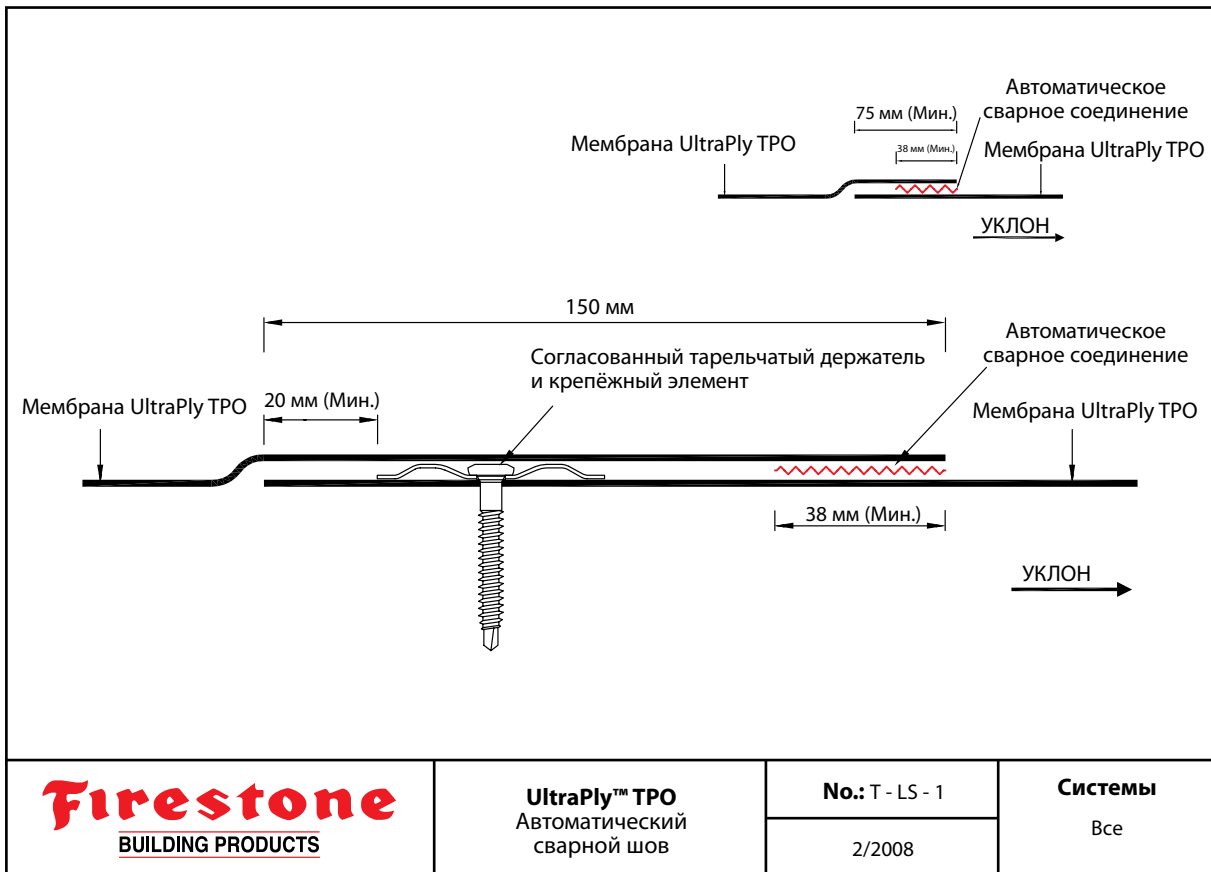 Автоматическое
сварное соединение
75 мм (Мин.)
Мембрана UltraPly TPO
38 мм (Мин.)
Мембрана UltraPly TPO
УКЛОН
150 мм
Согласованный тарельчатый держатель
и крепёжный элемент
Автоматическое
сварное соединение
Мембрана UltraPly TPO
20 мм (Мин.)
Мембрана UltraPly TPO
38 мм (Мин.)
УКЛОН
Firestone
BUILDING PRODUCTS
UltraPly™ TPO
Автоматический
сварной шов
No.: T - LS - 1
2/2008
Системы
Все